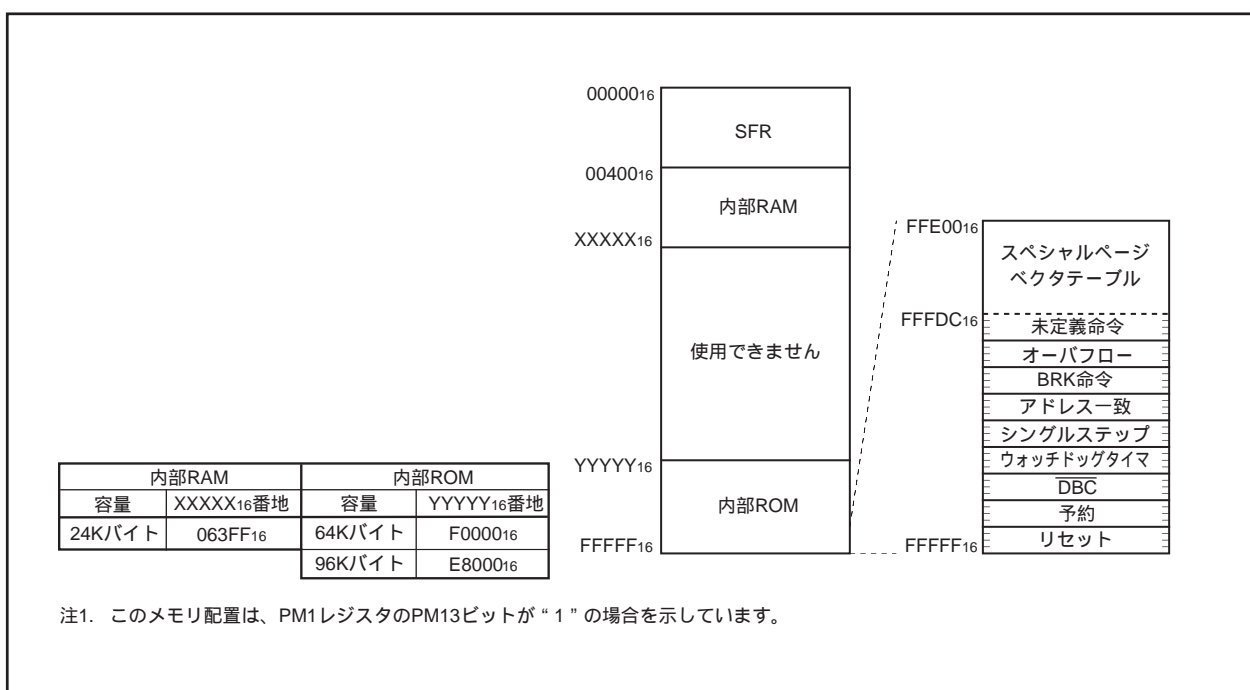 00000₁₆
SFR
00400₁₆
内部RAM
XXXXX₁₆
使用できません
YYYYY₁₆
内部ROM
FFFFF₁₆
FFE00₁₆
スペシャルページ
ベクタテーブル
FFFDC₁₆
未定義命令
オーバフロー
BRK命令
アドレス一致
シングルステップ
ウォッチドッグタイマ
DBC
予約
リセット
FFFFF₁₆
内部RAM 内部ROM
容量 XXXXX₁₆番地 容量 YYYYY₁₆番地
24Kバイト 063FF₁₆ 64Kバイト F0000₁₆
96Kバイト E8000₁₆
注1. このメモリ配置は、PM1レジスタのPM13ビットが“1”の場合を示しています。